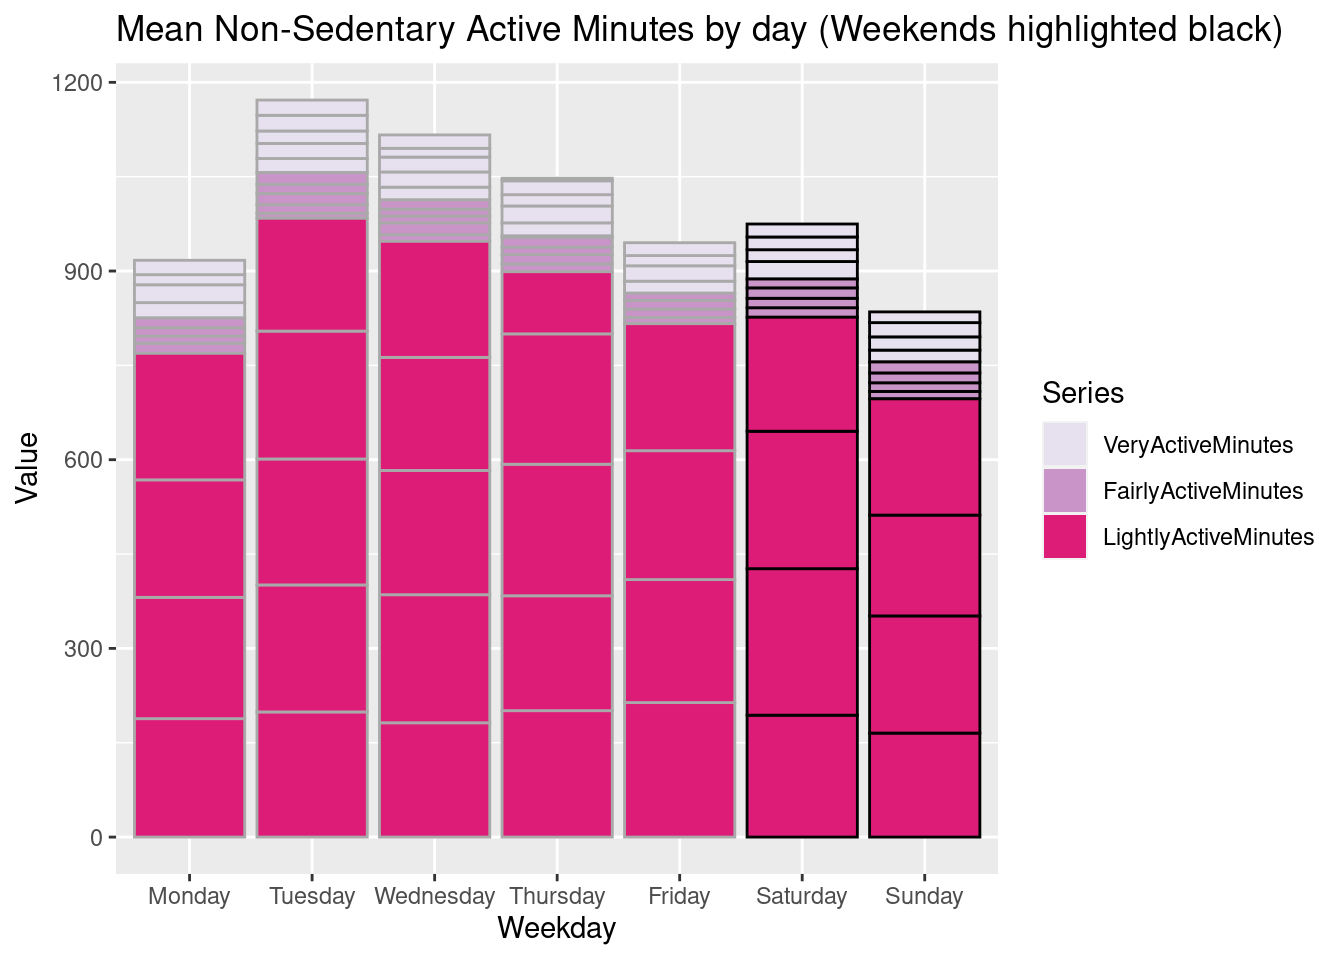 Mean Non-Sedentary Active Minutes by day (Weekends highlighted black)
1200
900
600
300
0
Value
Monday Tuesday Wednesday Thursday Friday Saturday Sunday
Weekday
Series
VeryActiveMinutes
FairlyActiveMinutes
LightlyActiveMinutes